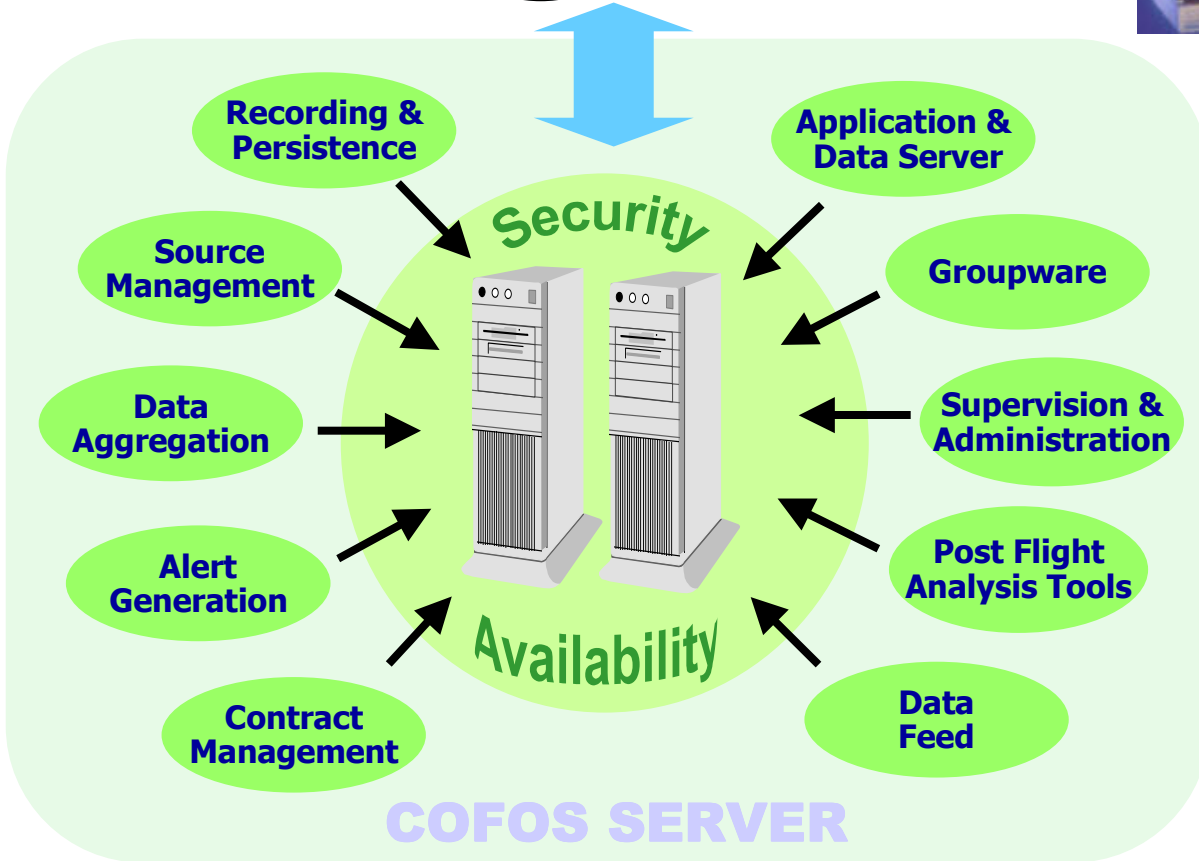 Recording &
Persistence
Application &
Data Server
Security
Source
Management
Groupware
Data
Aggregation
Supervision &
Administration
Alert
Generation
Post Flight
Analysis Tools
Availability
Contract
Management
Data
Feed
COFOS SERVER